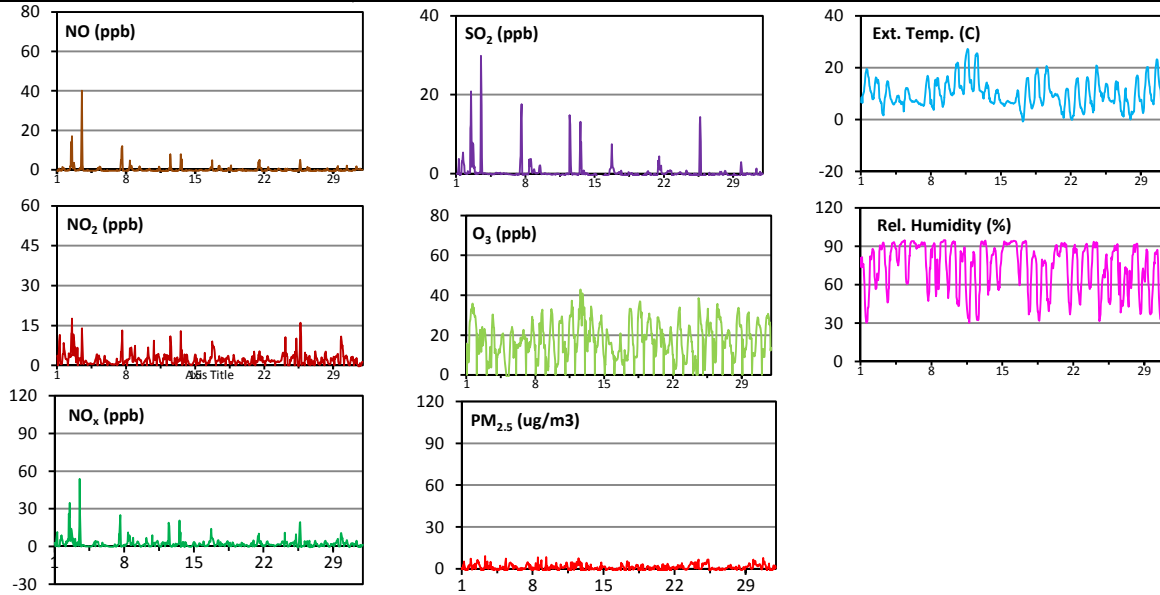 NO (ppb)
80
60
40
20
0
1 8 15 22 29
SO2 (ppb)
40
20
0
1 8 15 22 29
Ext. Temp. (C)
40
20
0
-20
1 8 15 22 29
NO2 (ppb)
60
45
30
15
0
1 8 15 22 29
Axis Title
O3 (ppb)
80
60
40
20
0
1 8 15 22 29
Rel. Humidity (%)
120
90
60
30
0
1 8 15 22 29
NOx (ppb)
120
90
60
30
0
-30
1 8 15 22 29
PM2.5 (ug/m3)
120
90
60
30
0
1 8 15 22 29